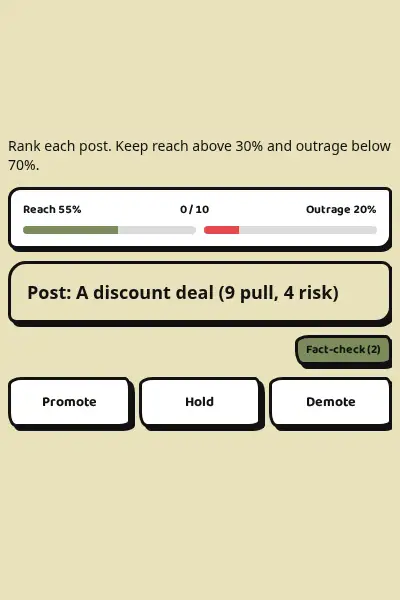 Rank each post. Keep reach above 30% and outrage below
70%.
Reach 55%
0 / 10
Outrage 20%
Post: A discount deal (9 pull, 4 risk)
Fact-check (2)
Promote
Hold
Demote